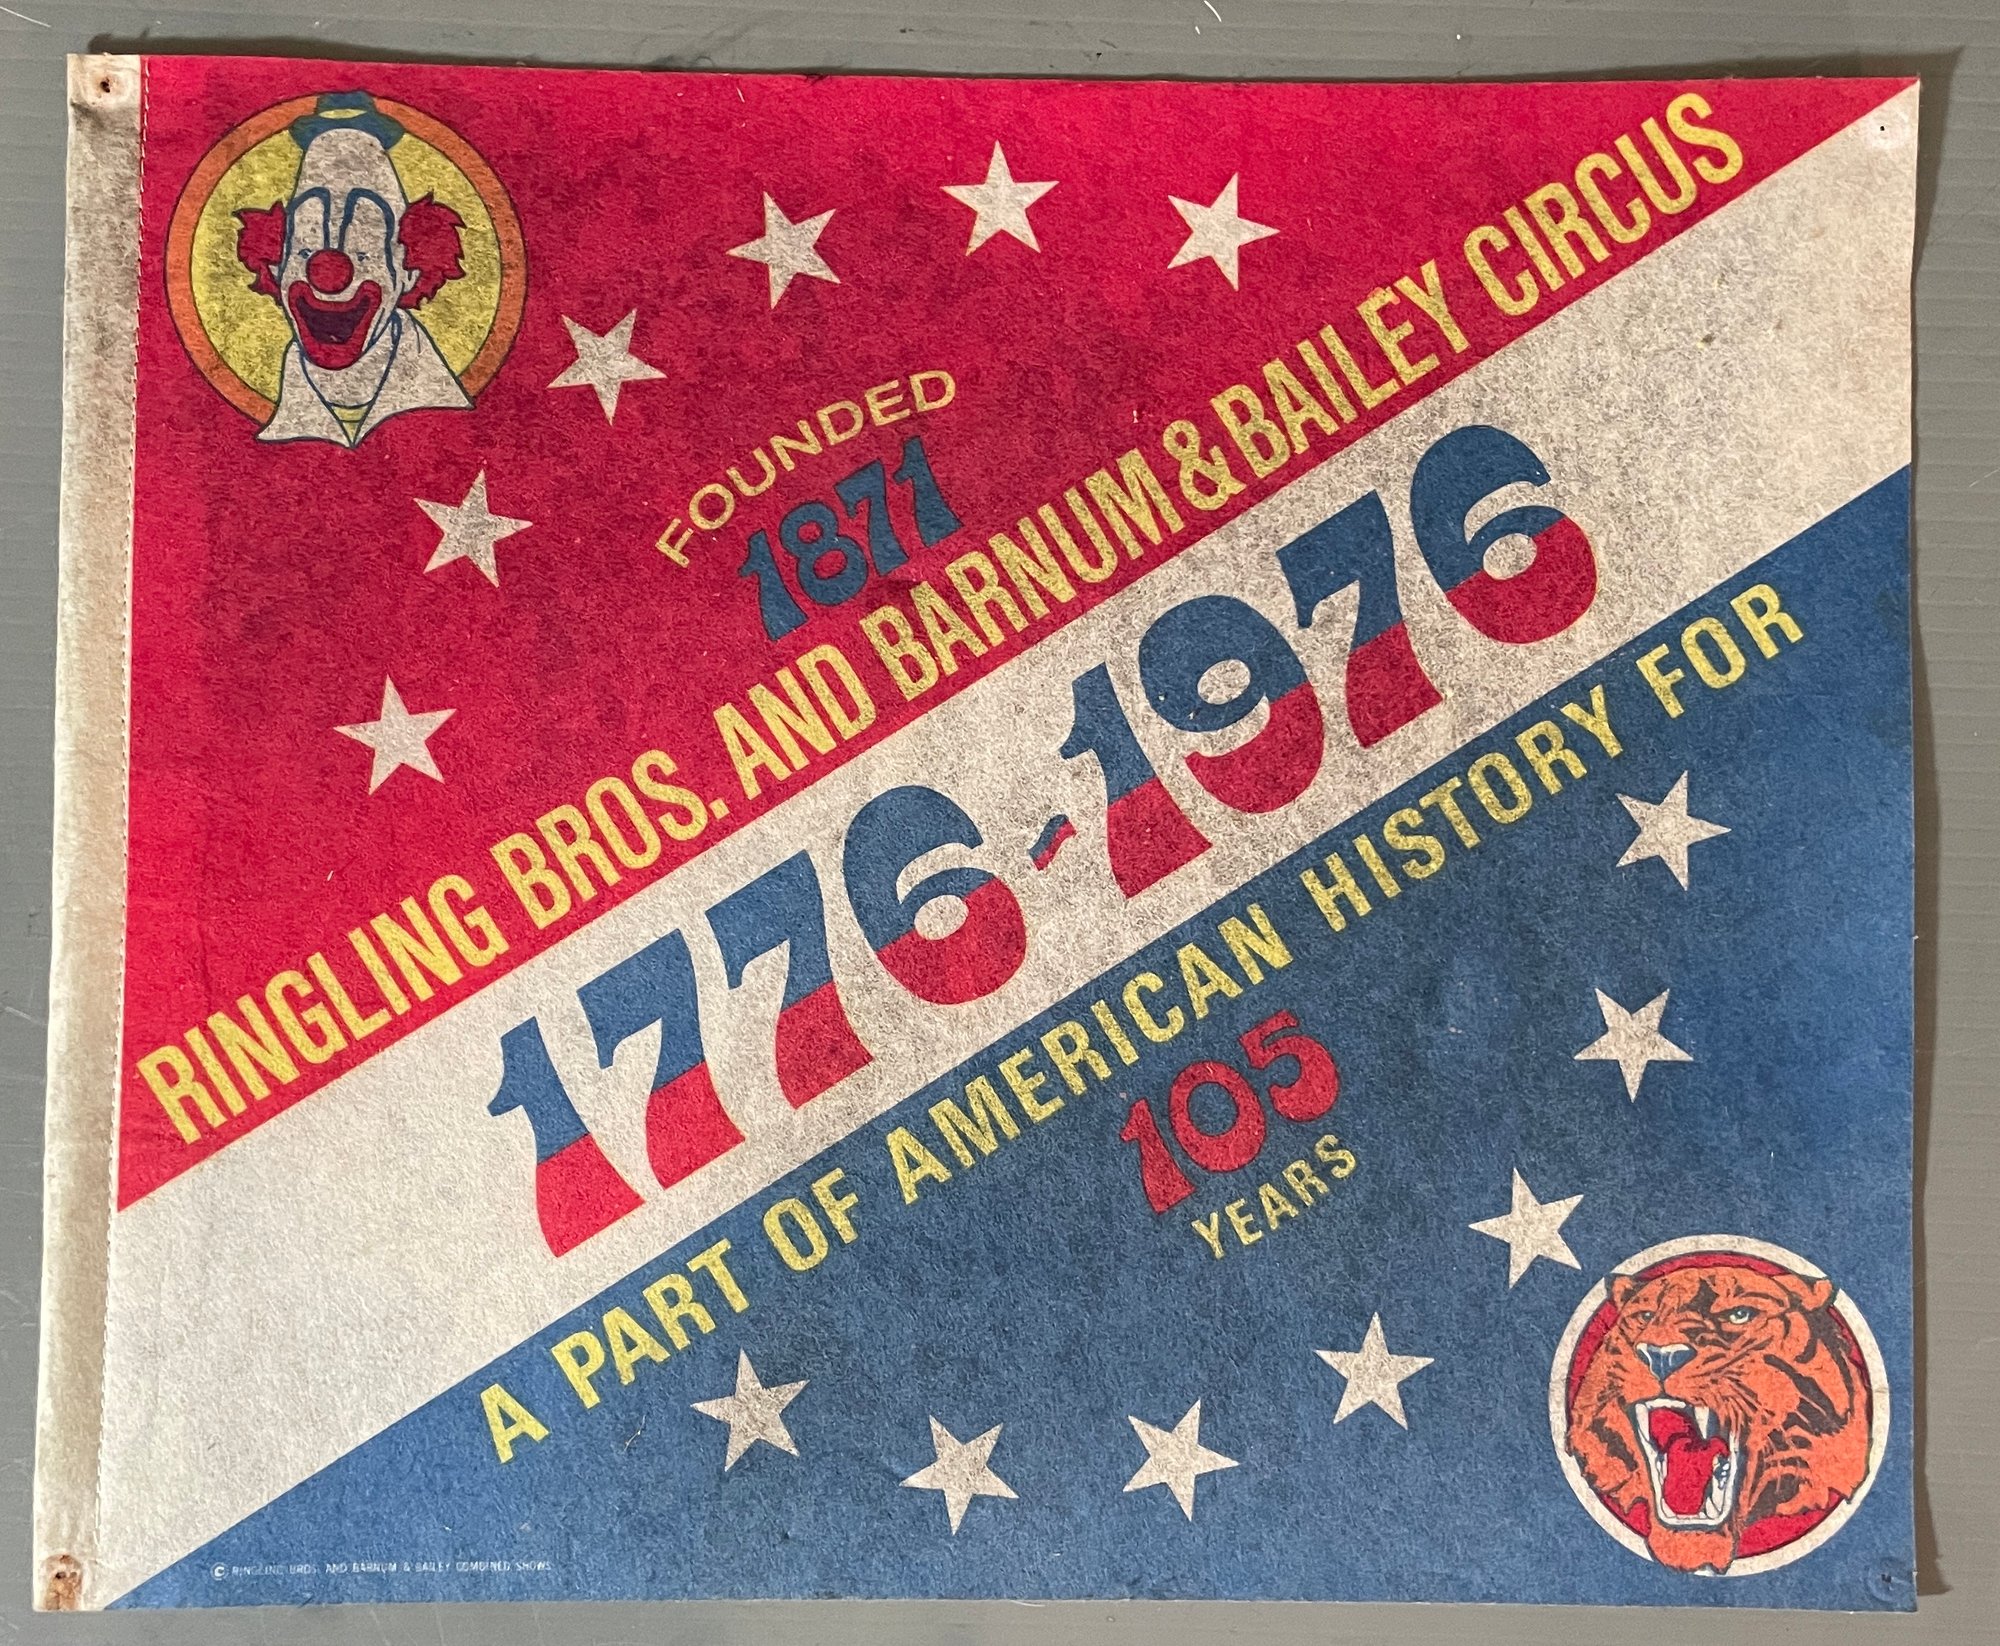 FOUNDED
1871
RINGLING BROS. AND BARNUM & BAILEY CIRCUS
1776-1976
A PART OF AMERICAN HISTORY FOR
105
YEARS
© RINGLING BROS. AND BARNUM & BAILEY COMBINED SHOWS